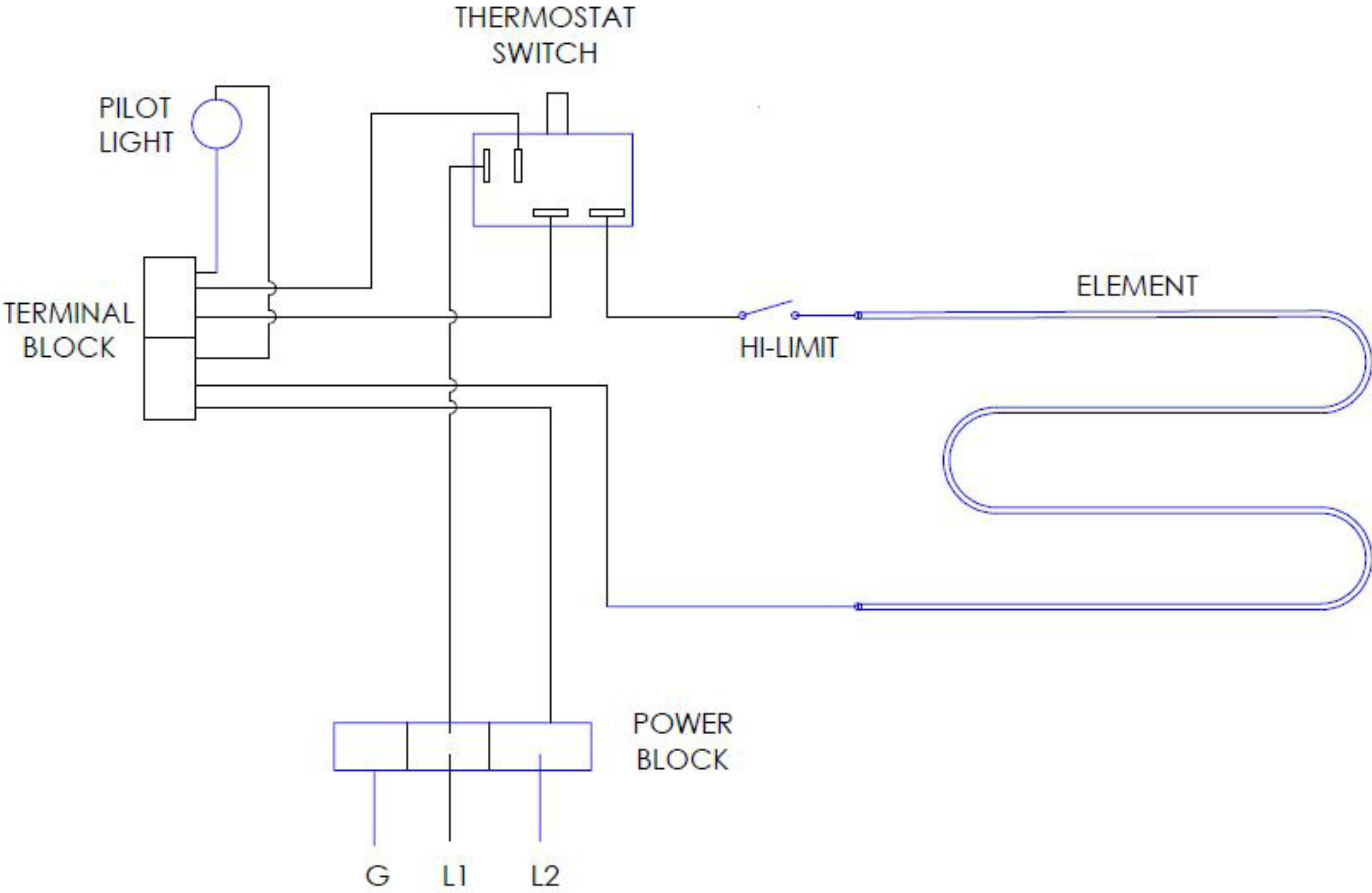 THERMOSTAT
SWITCH
PILOT
LIGHT
TERMINAL
BLOCK
ELEMENT
HI-LIMIT
POWER
BLOCK
G L1 L2